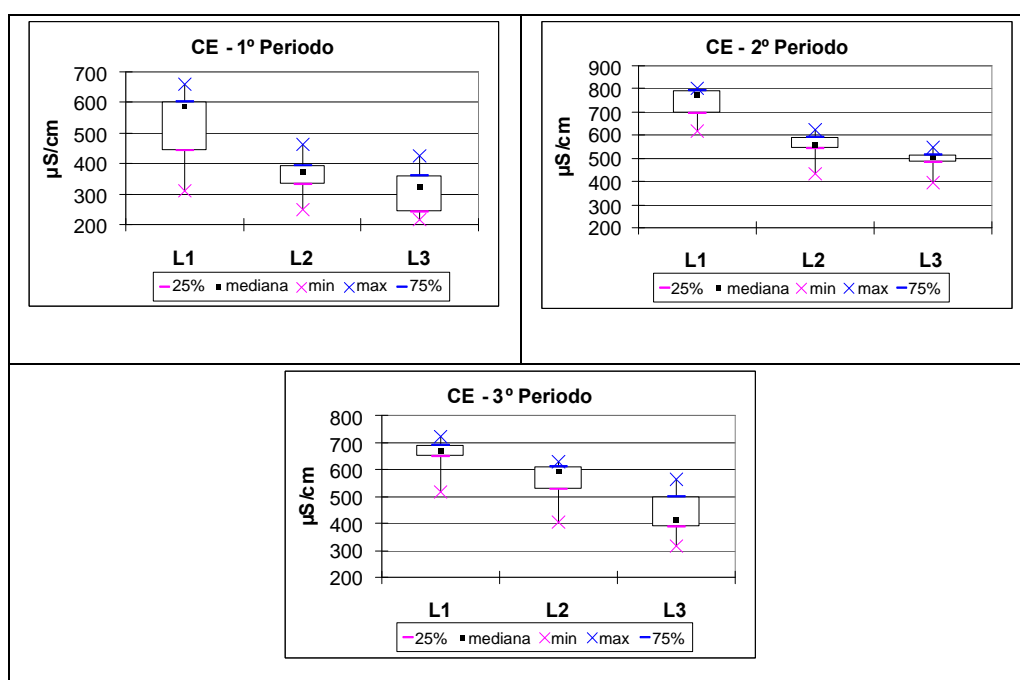 CE - 1º Periodo
700
600
500
400
300
200
µS/cm
L1 L2 L3
25% mediana min max 75%
CE - 2º Periodo
900
800
700
600
500
400
300
200
µS/cm
L1 L2 L3
25% mediana min max 75%
CE - 3º Periodo
800
700
600
500
400
300
200
µS/cm
L1 L2 L3
25% mediana min max 75%